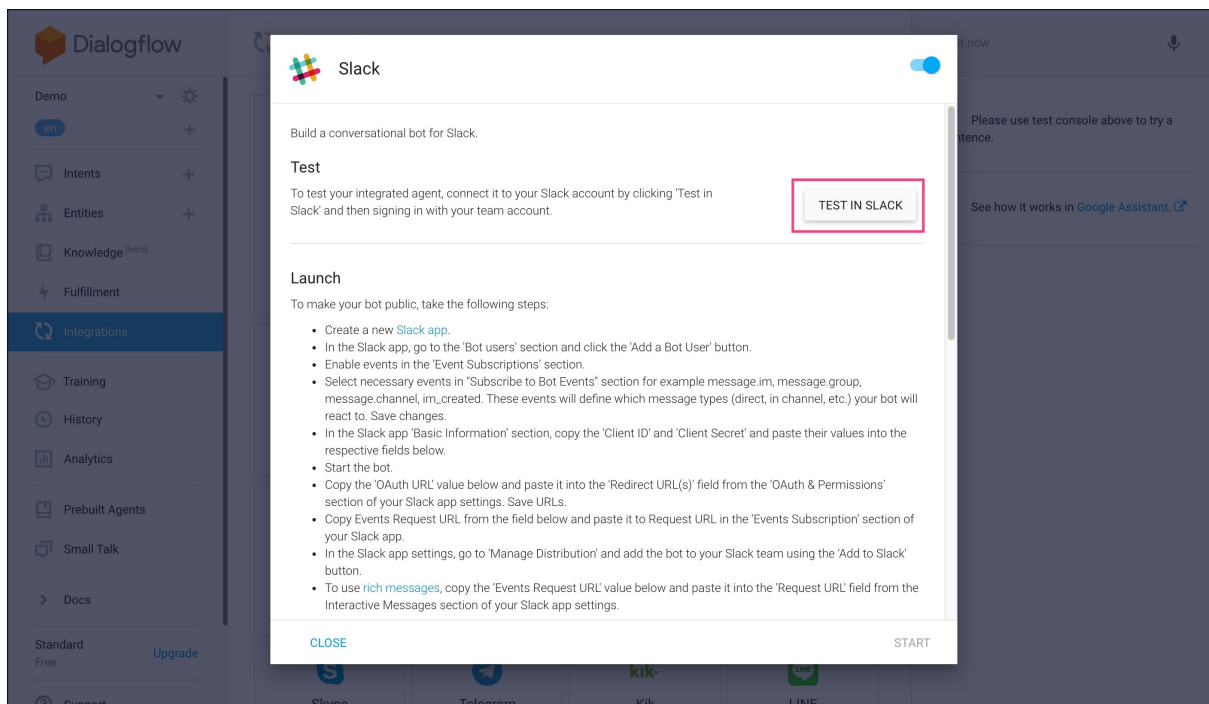 Dialogflow
Demo
en
Intents
Entities
Knowledge [beta]
Fulfillment
Integrations
Training
History
Analytics
Prebuilt Agents
Small Talk
Docs
Standard
Free
Upgrade
Support
Slack
Build a conversational bot for Slack.
Test
To test your integrated agent, connect it to your Slack account by clicking 'Test in
Slack' and then signing in with your team account.
TEST IN SLACK
Launch
To make your bot public, take the following steps:
• Create a new Slack app.
• In the Slack app, go to the 'Bot users' section and click the 'Add a Bot User' button.
• Enable events in the 'Event Subscriptions' section.
• Select necessary events in "Subscribe to Bot Events" section for example message.im, message.group,
message.channel, im_created. These events will define which message types (direct, in channel, etc.) your bot will
react to. Save changes.
• In the Slack app 'Basic Information' section, copy the 'Client ID' and 'Client Secret' and paste their values into the
respective fields below.
• Start the bot.
• Copy the 'OAuth URL' value below and paste it into the 'Redirect URL(s)' field from the 'OAuth & Permissions'
section of your Slack app settings. Save URLs.
• Copy Events Request URL from the field below and paste it to Request URL in the 'Events Subscription' section of
your Slack app.
• In the Slack app settings, go to 'Manage Distribution' and add the bot to your Slack team using the 'Add to Slack'
button.
• To use rich messages, copy the 'Events Request URL' value below and paste it into the 'Request URL' field from the
Interactive Messages section of your Slack app settings.
CLOSE
START
kik
LINE
Skype
Telegram
Kik
LINE
it now
Please use test console above to try a
ntence.
See how it works in Google Assistant.